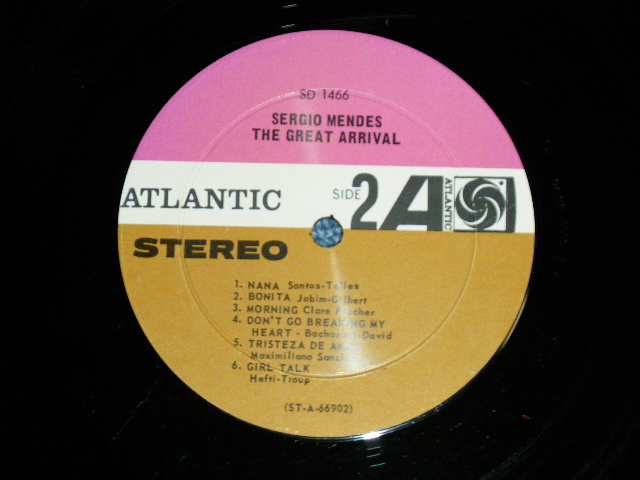 SD 1466
SERGIO MENDES
THE GREAT ARRIVAL
ATLANTIC SIDE 2 A ATLANTIC
STEREO
1. NANA Santos-Telles
2. BONITA Jobim-Gilbert
3. MORNING Clare Fischer
4. DON'T GO BREAKING MY
HEART - Bacharach-David
5. TRISTEZA DE AMAR
Maximiliano
6. GIRL TALK
Hefti-Troup
(ST-A-66902)